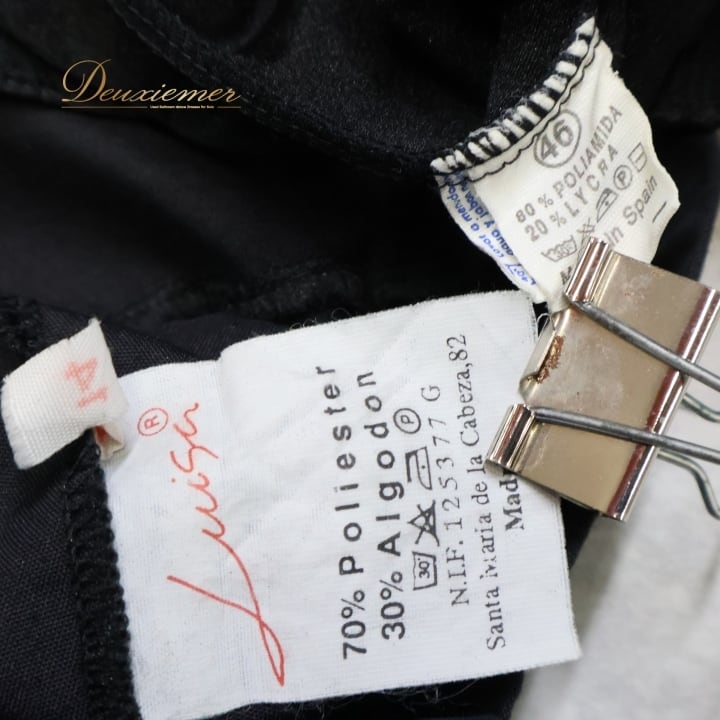 Deuxiemer
46
80 % POLIAMIDA
20 % LYCRA
in Spain
14
Luisa ®
70% Poliester
30% Algodon
30°
P
N.I.F. 125377 G
Santa Maria de la Cabeza,82